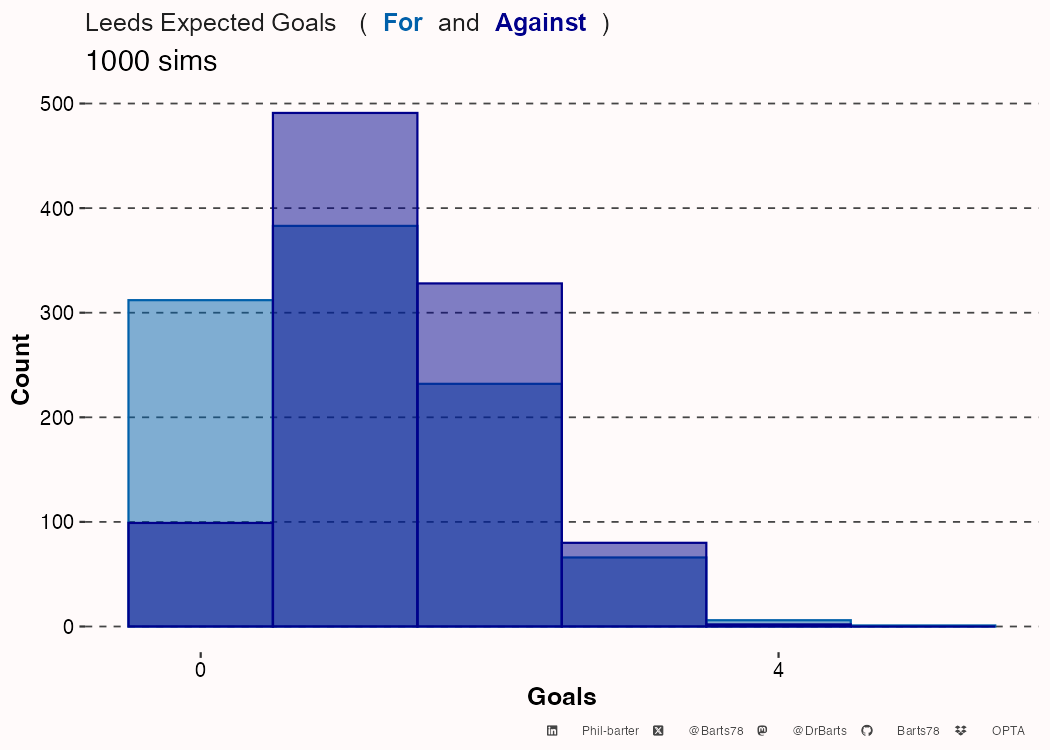 Leeds Expected Goals ( For and Against )
1000 sims
500
400
300
200
100
0
Count
0 4
Goals
Phil-barter @Barts78 @DrBarts Barts78 OPTA